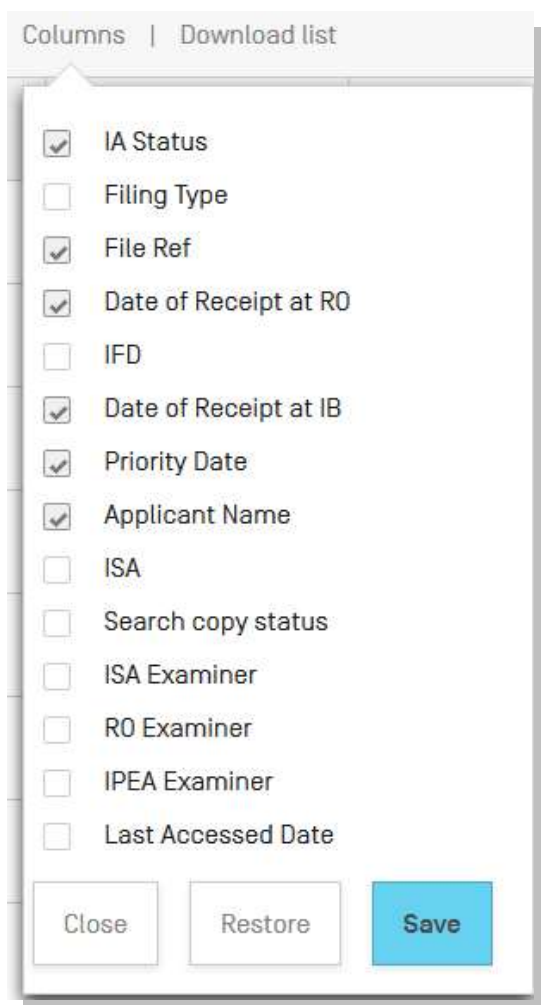 Columns | Download list
IA Status
Filing Type
File Ref
Date of Receipt at RO
IFD
Date of Receipt at IB
Priority Date
Applicant Name
ISA
Search copy status
ISA Examiner
RO Examiner
IPEA Examiner
Last Accessed Date
Close Restore Save